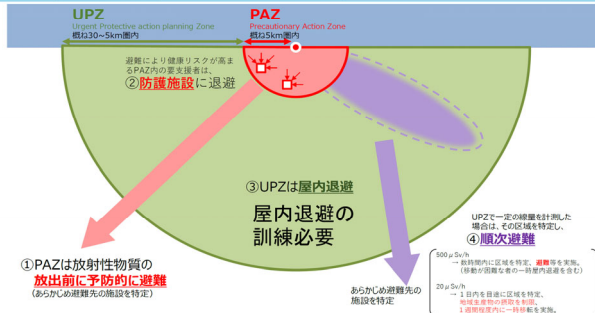 UPZ
Urgent Protective action planning Zone
概ね30~5km圏内
PAZ
Precautionary Action Zone
概ね5km圏内
避難により健康リスクが高ま
るPAZ内の要支援者は、
②防護施設に退避
③UPZは屋内退避
屋内退避の
訓練必要
①PAZは放射性物質の
放出前に予防的に避難
(あらかじめ避難先の施設を特定)
あらかじめ避難先の
施設を特定
UPZで一定の線量を計測した
場合は、その区域を特定し、
④順次避難
500μSv/h
→ 数時間内に区域を特定、避難等を実施。
(移動が困難な者の一時屋内退避を含む)
20μSv/h
→ 1日内を目途に区域を特定、
地域生産物の摂取を制限。
1週間程度内に一時移転を実施。